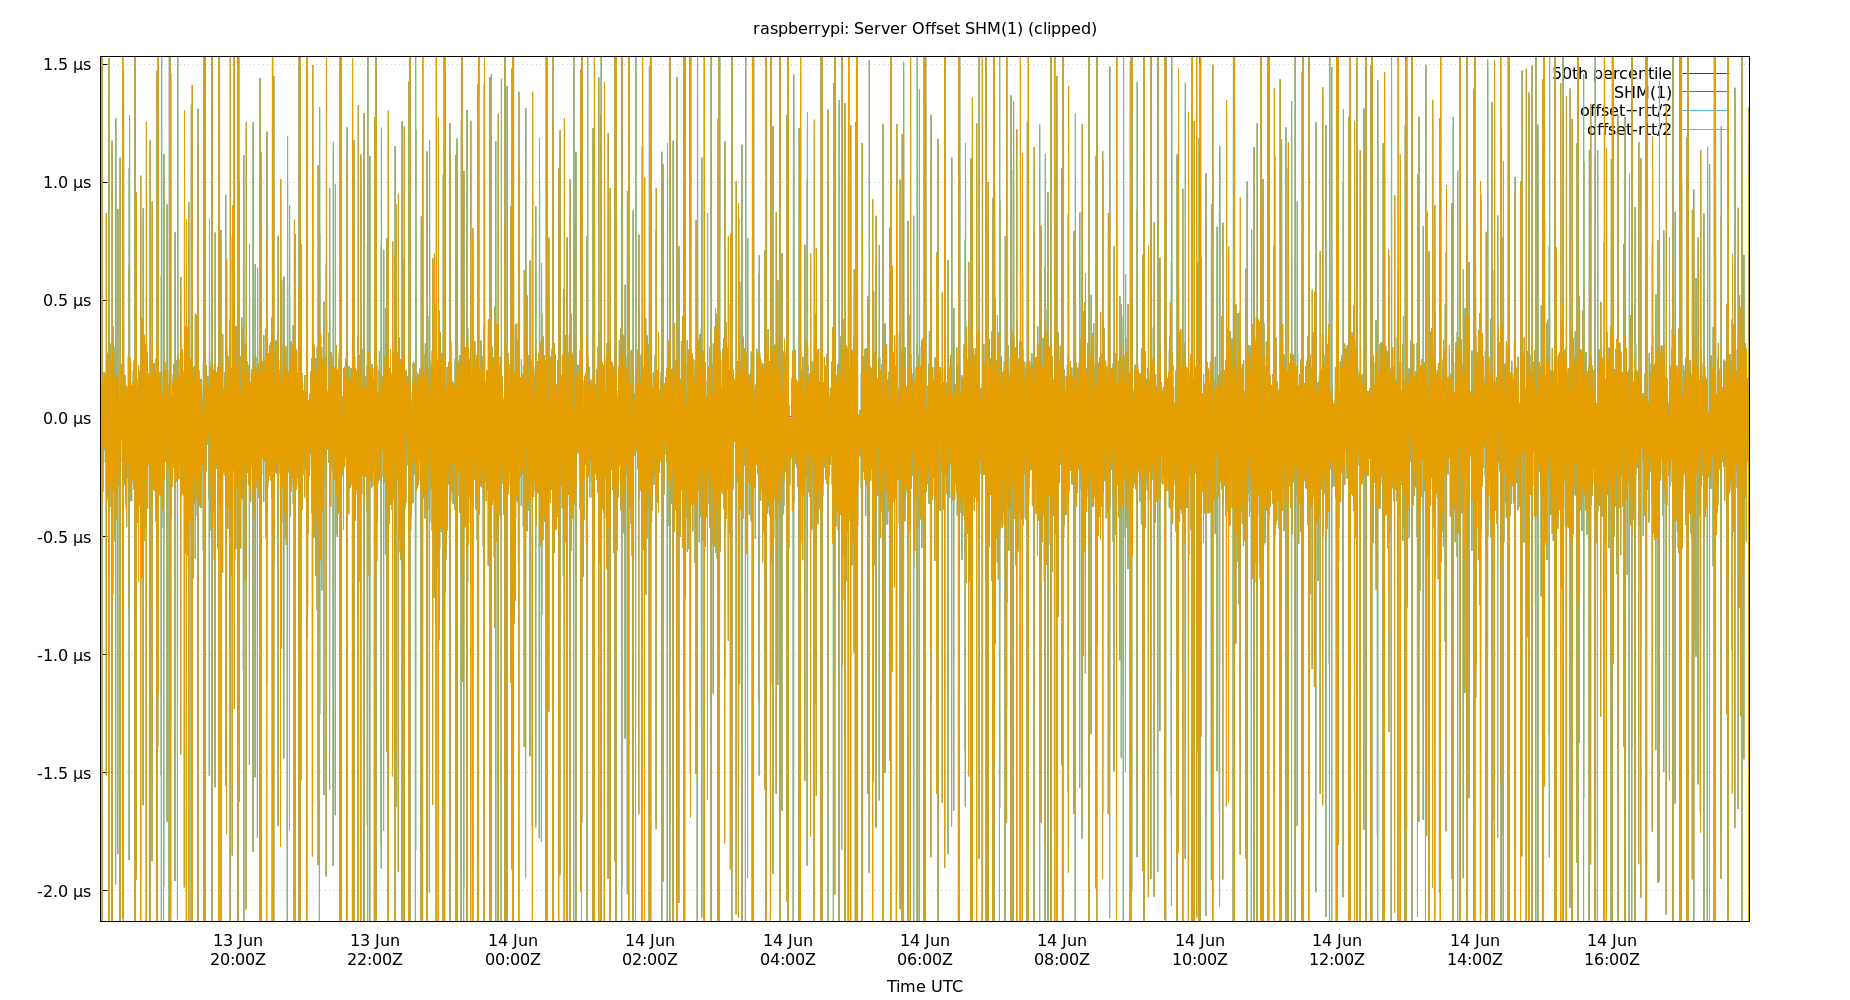 raspberrypi: Server Offset SHM(1) (clipped)
1.5 µs
1.0 µs
0.5 µs
0.0 µs
-0.5 µs
-1.0 µs
-1.5 µs
-2.0 µs
50th percentile
SHM(1)
offset+rtt/2
offset-rtt/2
13 Jun 13 Jun 14 Jun 14 Jun 14 Jun 14 Jun 14 Jun 14 Jun 14 Jun 14 Jun 14 Jun
20:00Z 22:00Z 00:00Z 02:00Z 04:00Z 06:00Z 08:00Z 10:00Z 12:00Z 14:00Z 16:00Z
Time UTC